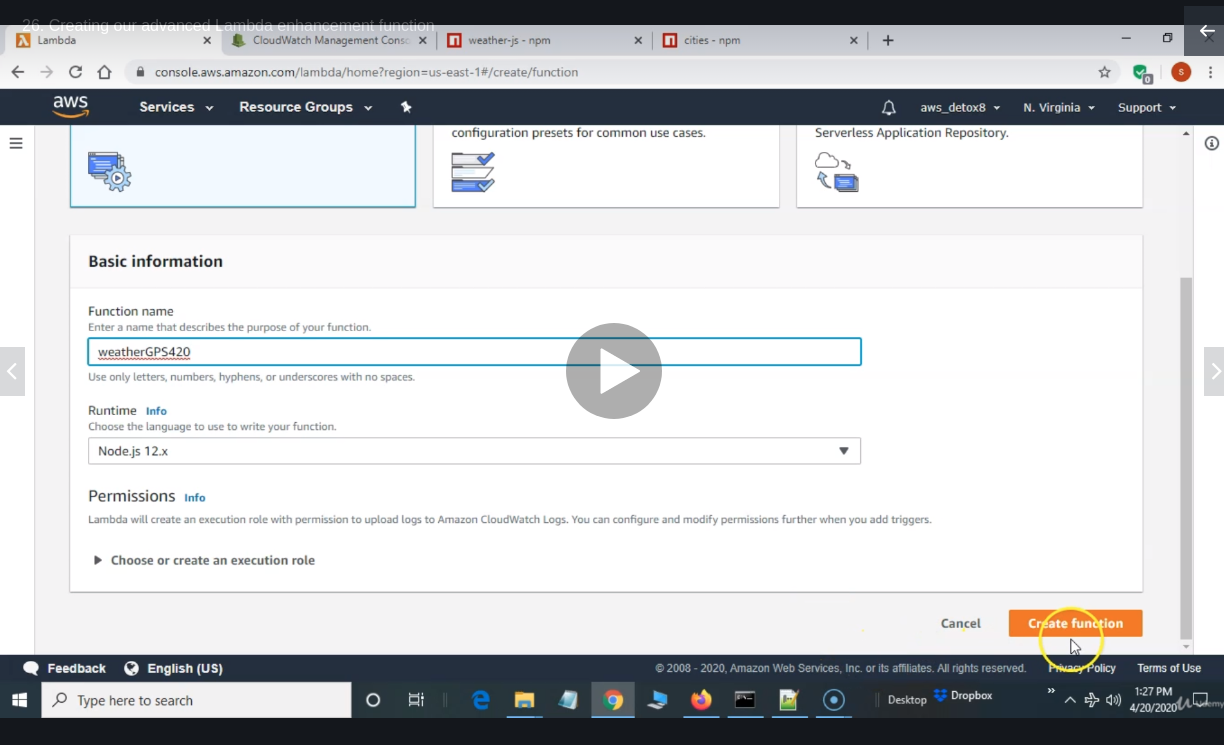 26. Creating our advanced Lambda enhancement function
Lambda
CloudWatch Management Conso
weather-js - npm
cities - npm
console.aws.amazon.com/lambda/home?region=us-east-1#/create/function
0
S
aws
Services
Resource Groups
aws_detox8
N. Virginia
Support
configuration presets for common use cases.
Serverless Application Repository.
Basic information
Function name
Enter a name that describes the purpose of your function.
weatherGPS420
Use only letters, numbers, hyphens, or underscores with no spaces.
Runtime Info
Choose the language to use to write your function.
Node.js 12.x
Permissions Info
Lambda will create an execution role with permission to upload logs to Amazon CloudWatch Logs. You can configure and modify permissions further when you add triggers.
Choose or create an execution role
Cancel
Create function
Feedback
English (US)
© 2008 - 2020, Amazon Web Services, Inc. or its affiliates. All rights reserved.
Privacy Policy
Terms of Use
Type here to search
Desktop
Dropbox
1:27 PM
4/20/2020
Udemy